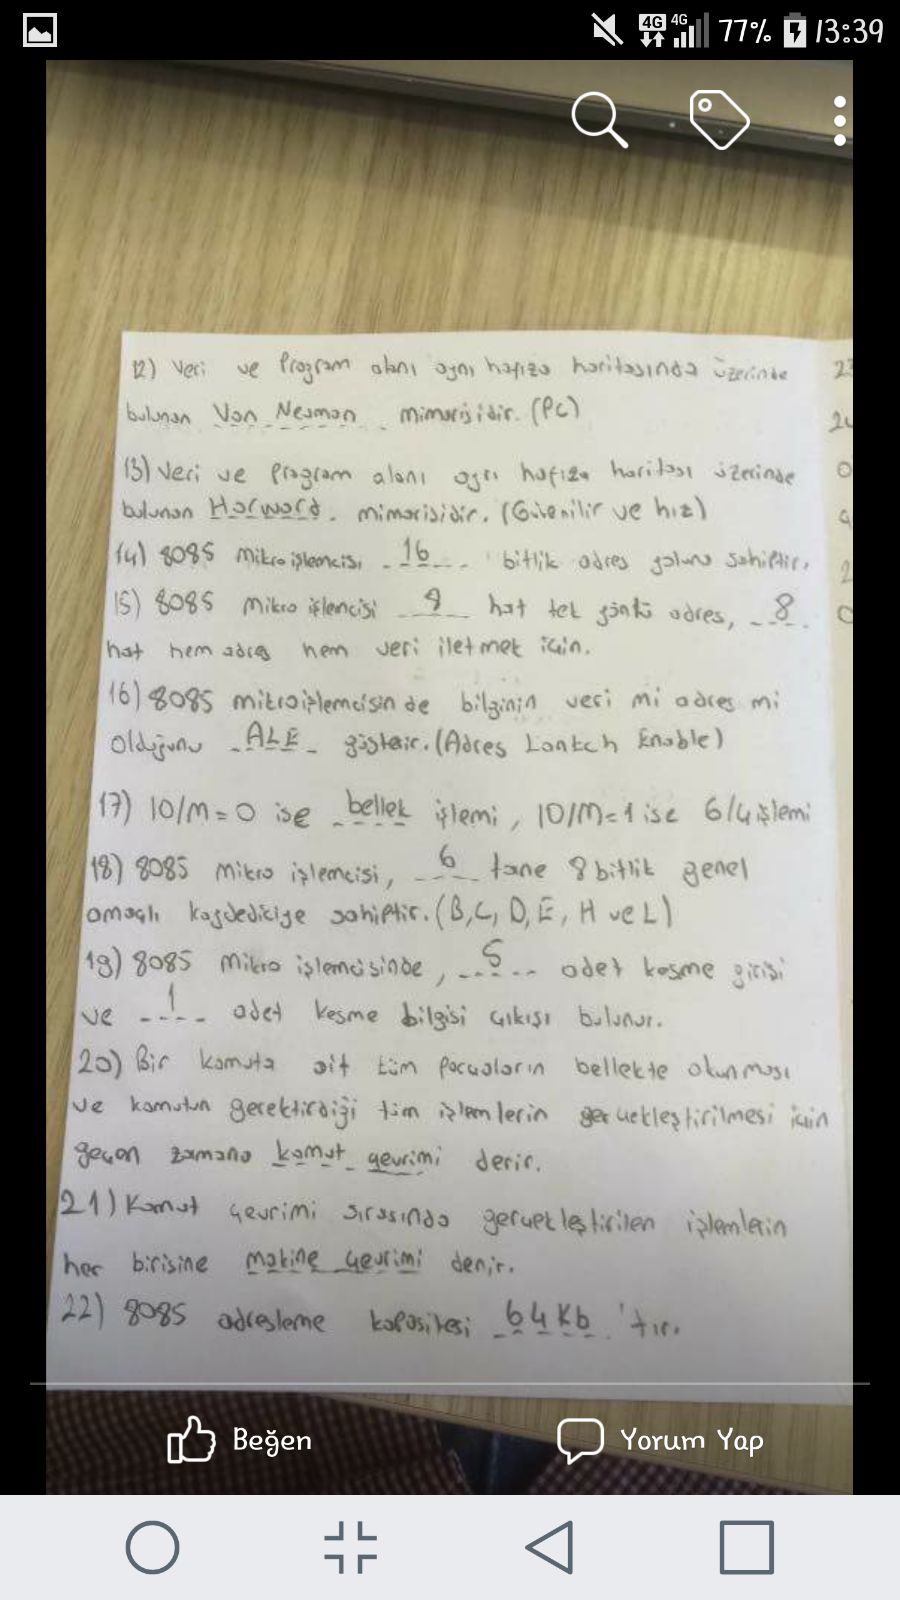 4G 4G 77% 13:39
12) Veri ve Program alanı aynı hafıza haritasında üzerinde
bulunan Von Neuman mimarisidir. (PC)
13) Veri ve Program alanı ayrı hafıza haritası üzerinde
bulunan Harward. mimarisidir. (Güvenilir ve hız)
14) 8085 Mikroişlemcisi 16 bitlik adres yoluna sahiptir.
15) 8085 Mikro işlemcisi 8 hat tek yönlü adres, 8
hat hem adres hem veri iletmek için.
16) 8085 mikroişlemcisinde bilginin veri mi adres mi
olduğunu ALE gösterir. (Adres Lantch Enable)
17) IO/M = 0 ise bellek işlemi, IO/M=1 ise G/Ç işlemi
18) 8085 Mikro işlemcisi, 6 tane 8 bitlik genel
amaçlı kaydediciye sahiptir. (B, C, D, E, H ve L)
19) 8085 Mikro işlemcisinde, 5 adet kesme girişi
ve 1 adet kesme bilgisi çıkışı bulunur.
20) Bir komuta ait tüm parçaların bellekte okunması
ve komutun gerektirdiği tüm işlemlerin gerçekleştirilmesi için
geçen zamana komut çevrimi denir.
21) Komut çevrimi sırasında gerçekleştirilen işlemlerin
her birisine makine çevrimi denir.
22) 8085 adresleme kapasitesi 64 Kb 'tır.
Beğen Yorum Yap